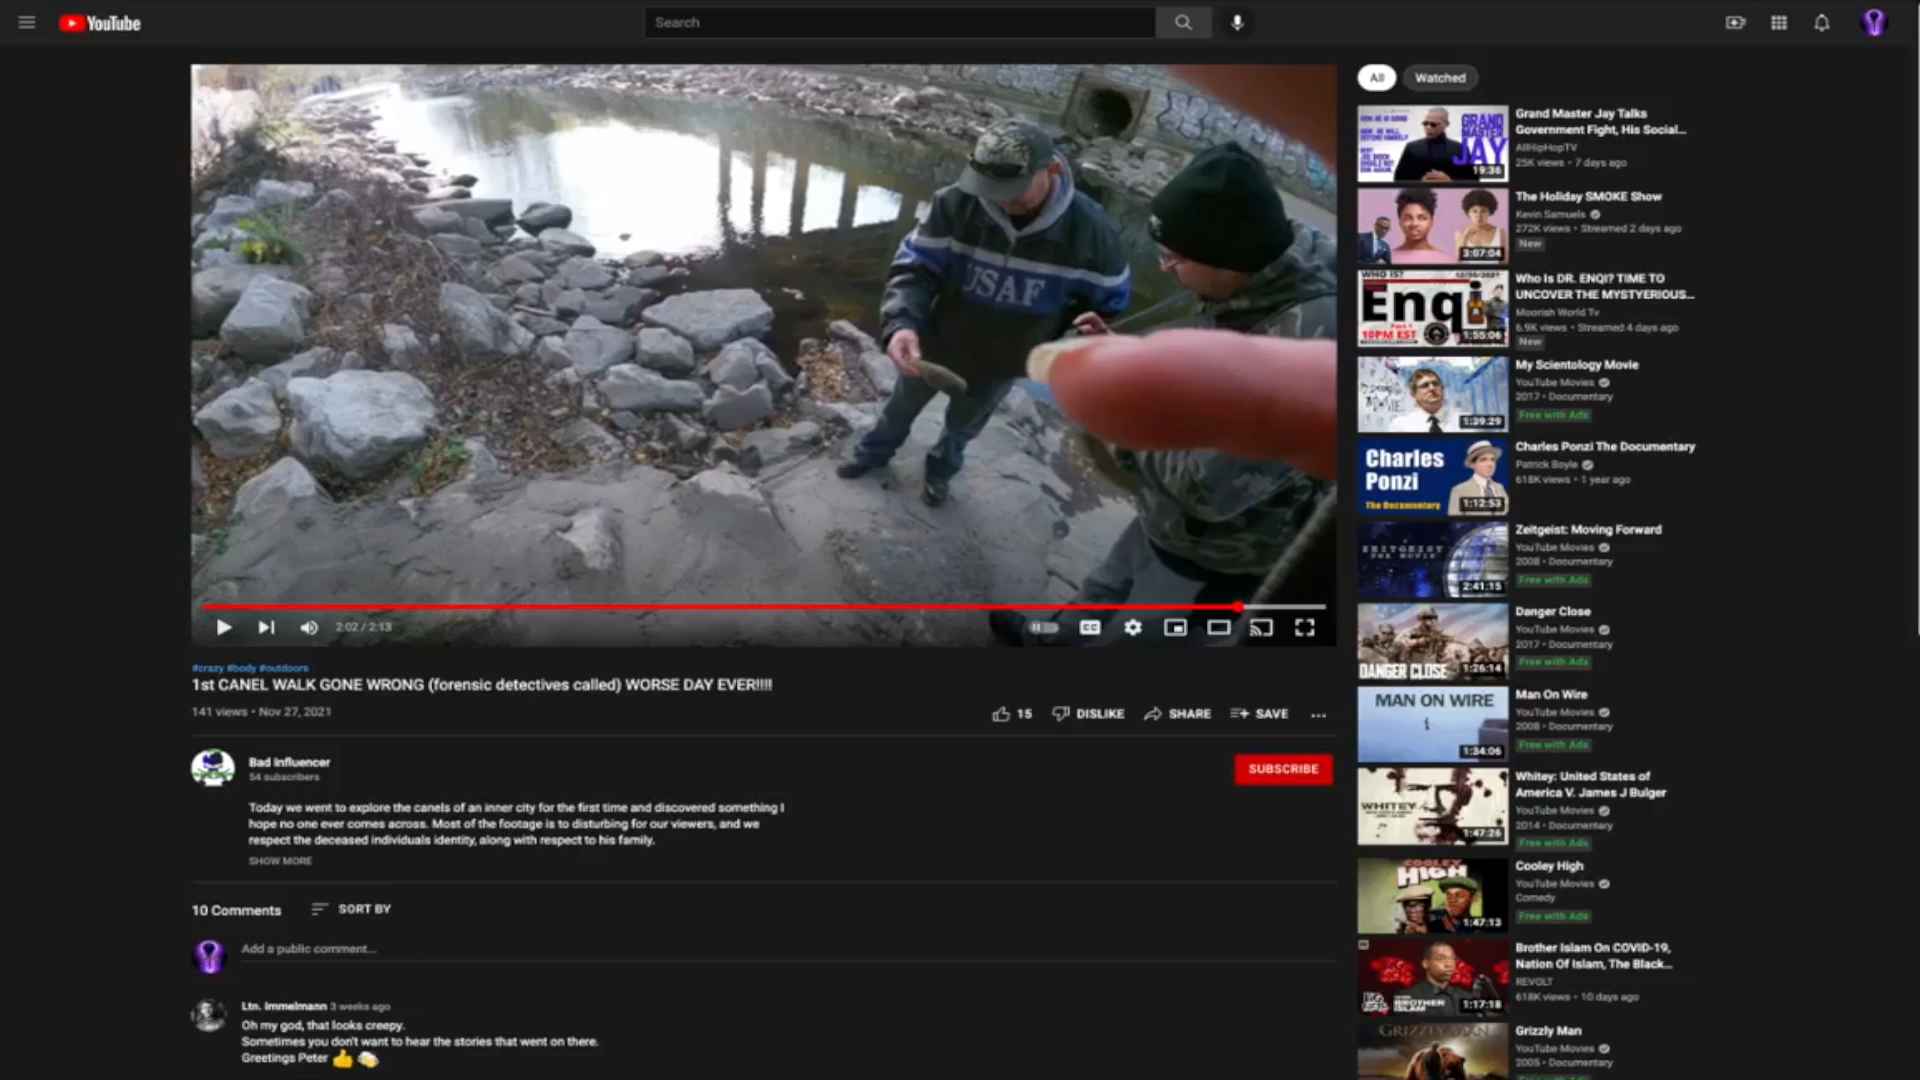 YouTube
Search
USAF
2:02 / 2:13
CC
#crazy #body #outdoors
1st CANEL WALK GONE WRONG (forensic detectives called) WORSE DAY EVER!!!!
141 views • Nov 27, 2021
15
DISLIKE
SHARE
SAVE
Bad Influencer
54 subscribers
SUBSCRIBE
Today we went to explore the canels of an inner city for the first time and discovered something I
hope no one ever comes across. Most of the footage is to disturbing for our viewers, and we
respect the deceased individuals identity, along with respect to his family.
SHOW MORE
10 Comments
SORT BY
Add a public comment...
Ltn. Immelmann 3 weeks ago
Oh my god, that looks creepy.
Sometimes you don't want to hear the stories that went on there.
Greetings Peter
All
Watched
GRAND
MASTER
JAY
19:36
Grand Master Jay Talks
Government Fight, His Social...
AllHipHopTV
25K views • 7 days ago
3:07:04
The Holiday SMOKE Show
Kevin Samuels
272K views • Streamed 2 days ago
New
WHO IS?
Enqi
10PM EST
1:55:06
Who Is DR. ENQI? TIME TO
UNCOVER THE MYSTYERIOUS...
Moorish World Tv
6.9K views • Streamed 4 days ago
New
1:39:29
My Scientology Movie
YouTube Movies
2017 • Documentary
Free with Ads
Charles
Ponzi
The Documentary
1:12:53
Charles Ponzi The Documentary
Patrick Boyle
618K views • 1 year ago
ZEITGEIST
2:41:15
Zeitgeist: Moving Forward
YouTube Movies
2008 • Documentary
Free with Ads
DANGER CLOSE
1:26:14
Danger Close
YouTube Movies
2017 • Documentary
Free with Ads
MAN ON WIRE
1:34:06
Man On Wire
YouTube Movies
2008 • Documentary
Free with Ads
WHITEY
1:47:26
Whitey: United States of
America V. James J Bulger
YouTube Movies
2014 • Documentary
Free with Ads
COOLEY
HIGH
1:47:13
Cooley High
YouTube Movies
Comedy
Free with Ads
BROTHER
ISLAM
1:17:18
Brother Islam On COVID-19,
Nation Of Islam, The Black...
REVOLT
618K views • 10 days ago
GRIZZLY MAN
Grizzly Man
YouTube Movies
2005 • Documentary